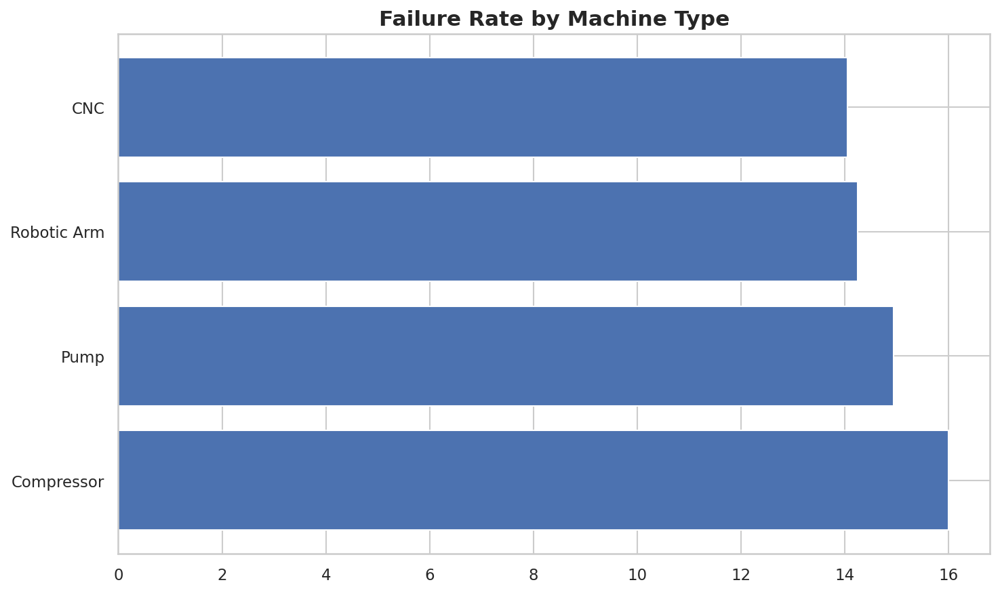 Failure Rate by Machine Type
CNC
Robotic Arm
Pump
Compressor
0 2 4 6 8 10 12 14 16